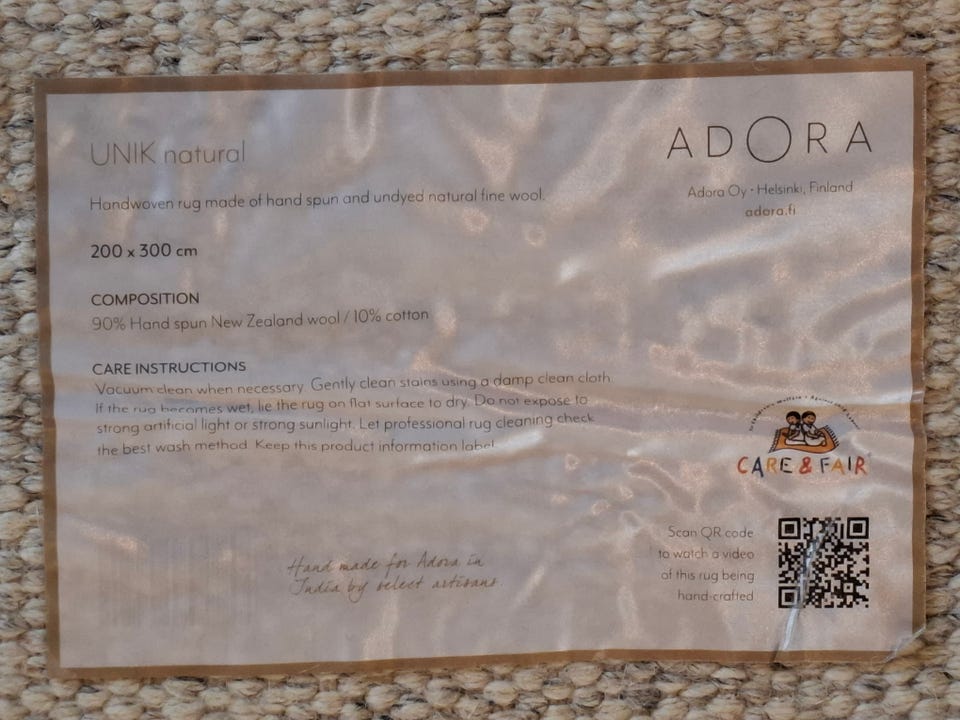 UNIK natural
Handwoven rug made of hand spun and undyed natural fine wool.
200 x 300 cm
COMPOSITION
90% Hand spun New Zealand wool / 10% cotton
CARE INSTRUCTIONS
Vacuum clean when necessary. Gently clean stains using a damp clean cloth.
If the rug becomes wet, lie the rug on flat surface to dry. Do not expose to
strong artificial light or strong sunlight. Let professional rug cleaning check
the best wash method. Keep this product information label.
Hand made for Adora in
India by select artisans.
ADORA
Adora Oy • Helsinki, Finland
adora.fi
CARE & FAIR
Scan QR code
to watch a video
of this rug being
hand-crafted